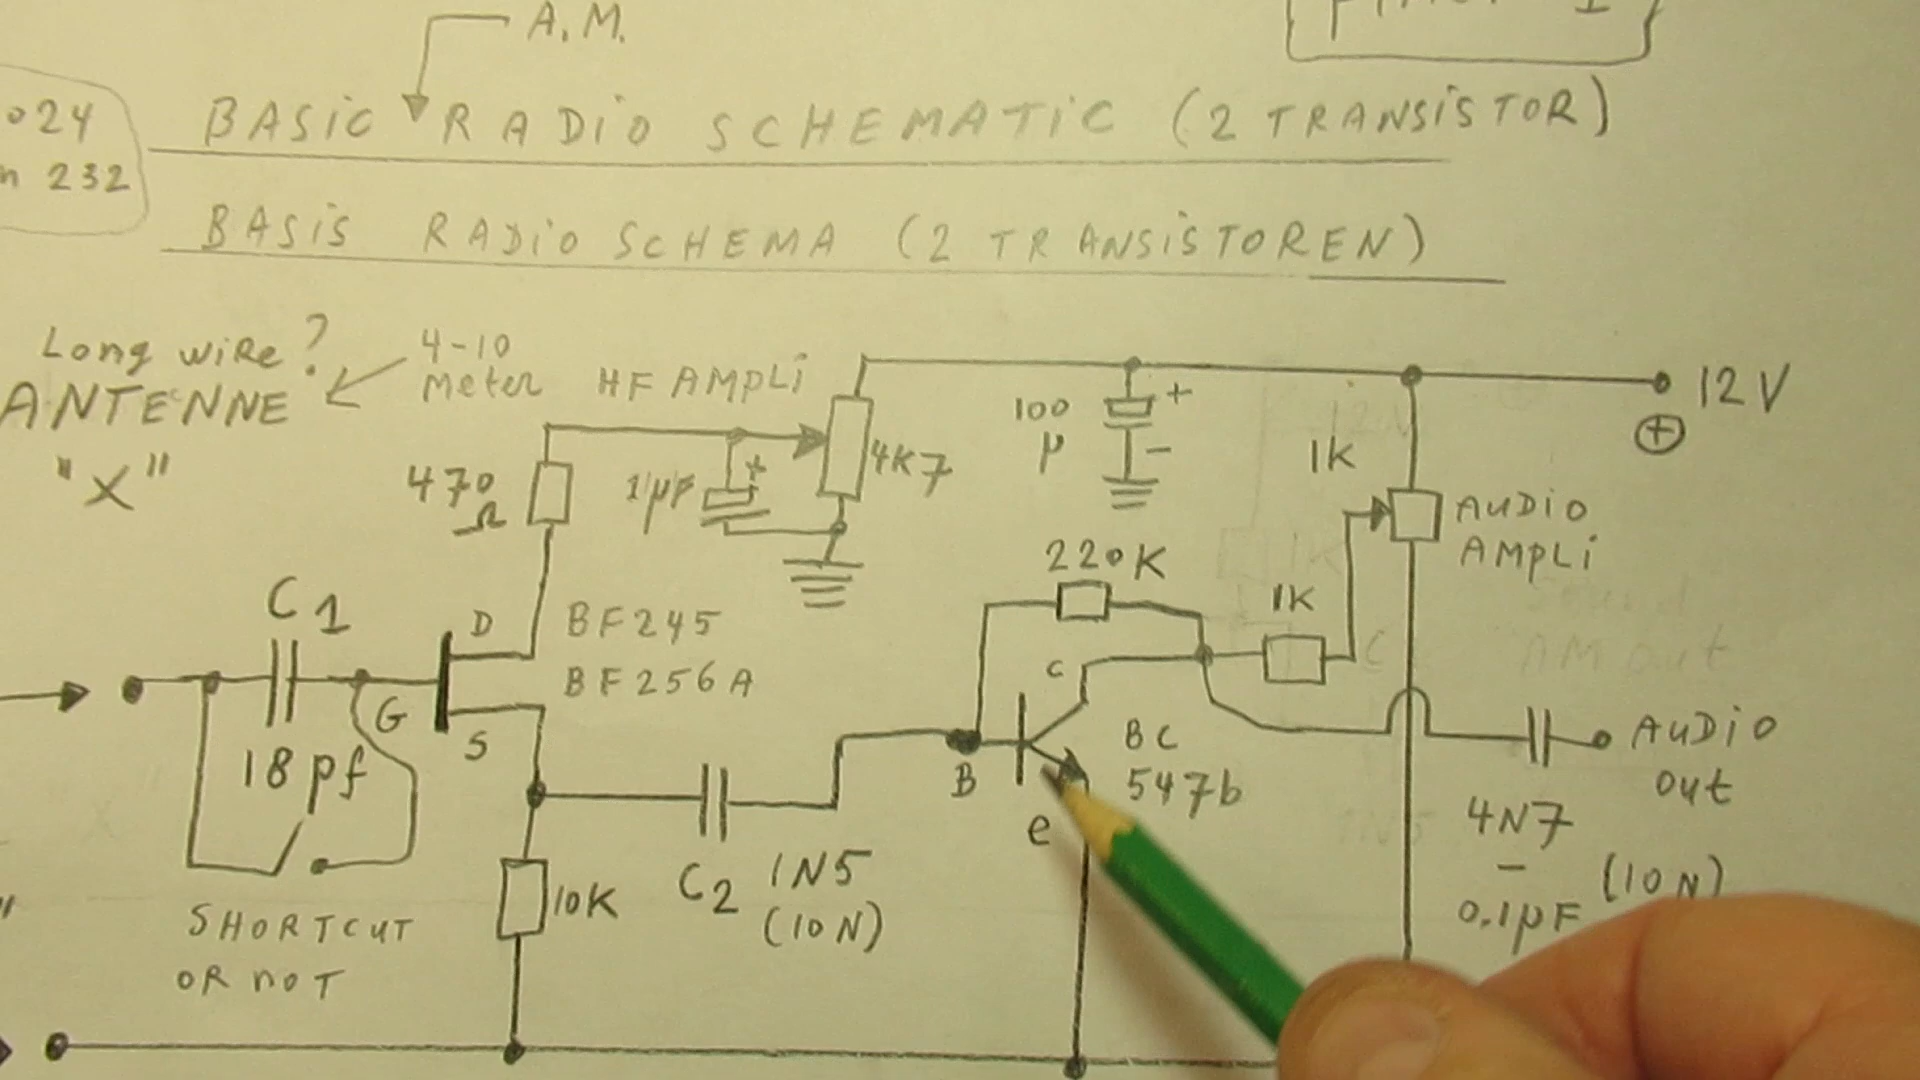 A.M.
024
232
BASiC RADiO SCHEMATiC (2 TRANSiSTOR)
BASiS RADiO SCHEMA (2 TRANSiSTOREN)
Long wiRe?
ANTENNE
"X"
4-10
meter
HF AMPLi
12V
+
100
µ
+
-
4K7
1µF
+
470
Ω
1K
AUDiO
AMPLi
220K
1K
C1
18pf
D
G
S
BF245
BF256A
C
B
e
BC
547b
AUDiO
out
4N7
-
0.1µF
(10N)
C2
1N5
(10N)
10K
SHORTCUT
OR noT